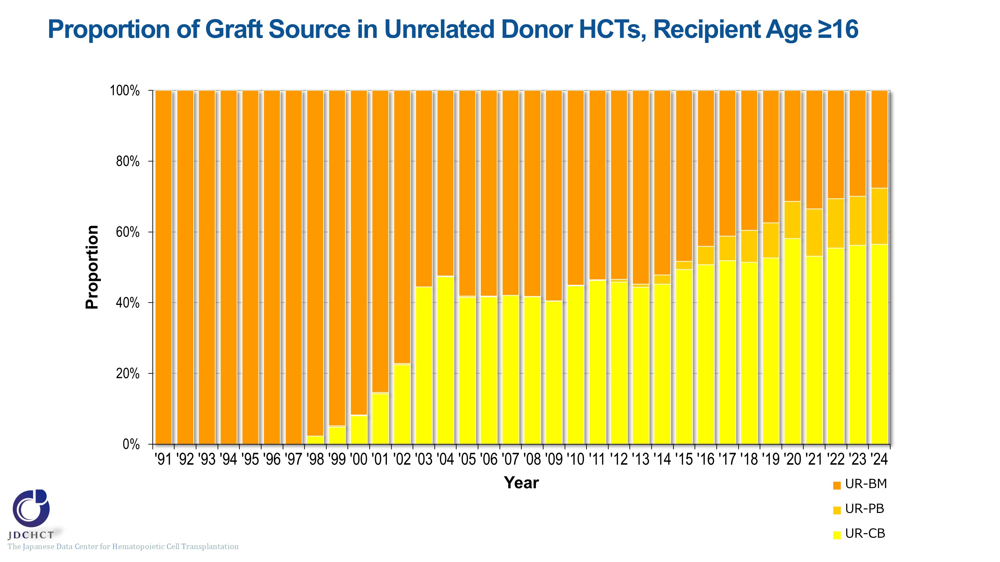 Proportion of Graft Source in Unrelated Donor HCTs, Recipient Age ≥16
Proportion
100%
80%
60%
40%
20%
0%
'91 '92 '93 '94 '95 '96 '97 '98 '99 '00 '01 '02 '03 '04 '05 '06 '07 '08 '09 '10 '11 '12 '13 '14 '15 '16 '17 '18 '19 '20 '21 '22 '23 '24
Year
UR-BM
UR-PB
UR-CB
JDCHCT
The Japanese Data Center for Hematopoietic Cell Transplantation